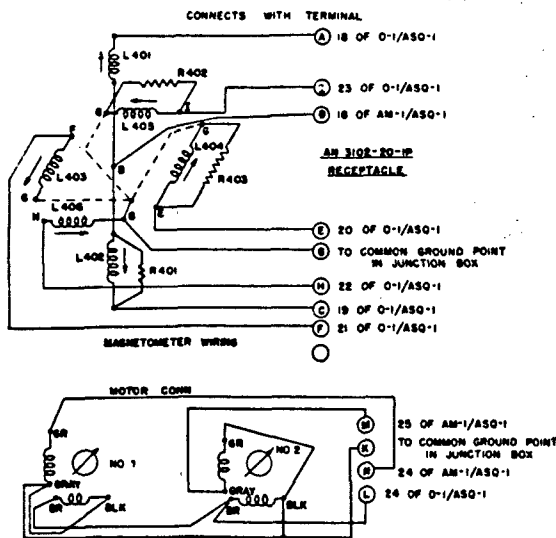 CONNECTS WITH TERMINAL
A 18 OF O-1/ASQ-1
L401
R402
23 OF O-1/ASQ-1
G
I
L405
B 16 OF AM-1/ASQ-1
F
G
B
L404
AN 3102-20-1P
RECEPTACLE
L403
R403
G
L406
H
G
E
E 20 OF O-1/ASQ-1
G TO COMMON GROUND POINT
IN JUNCTION BOX
L402
R401
H 22 OF O-1/ASQ-1
C 19 OF O-1/ASQ-1
F 21 OF O-1/ASQ-1
MAGNETOMETER WIRING
MOTOR CONN
M 25 OF AM-1/ASQ-1
GR
GR
K TO COMMON GROUND POINT
IN JUNCTION BOX
NO 1
NO 2
N 24 OF AM-1/ASQ-1
GRAY
GRAY
L 24 OF O-1/ASQ-1
BR
BLK
BR
BLK